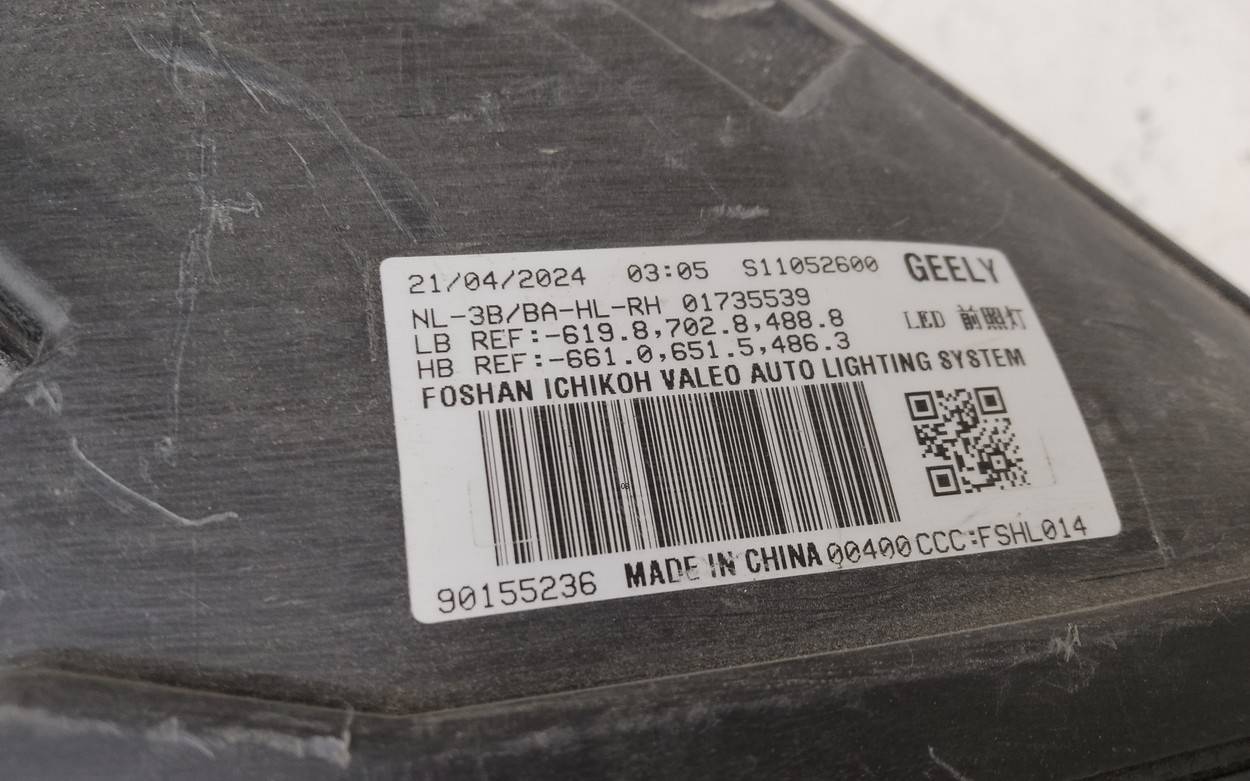 21/04/2024 03:05 S11052600 GEELY
NL-3B/BA-HL-RH 01735539
LB REF:-619.8,702.8,488.8 LED 前照灯
HB REF:-661.0,651.5,486.3
FOSHAN ICHIKOH VALEO AUTO LIGHTING SYSTEM
90155236 MADE IN CHINA 00400 CCC:FSHL014